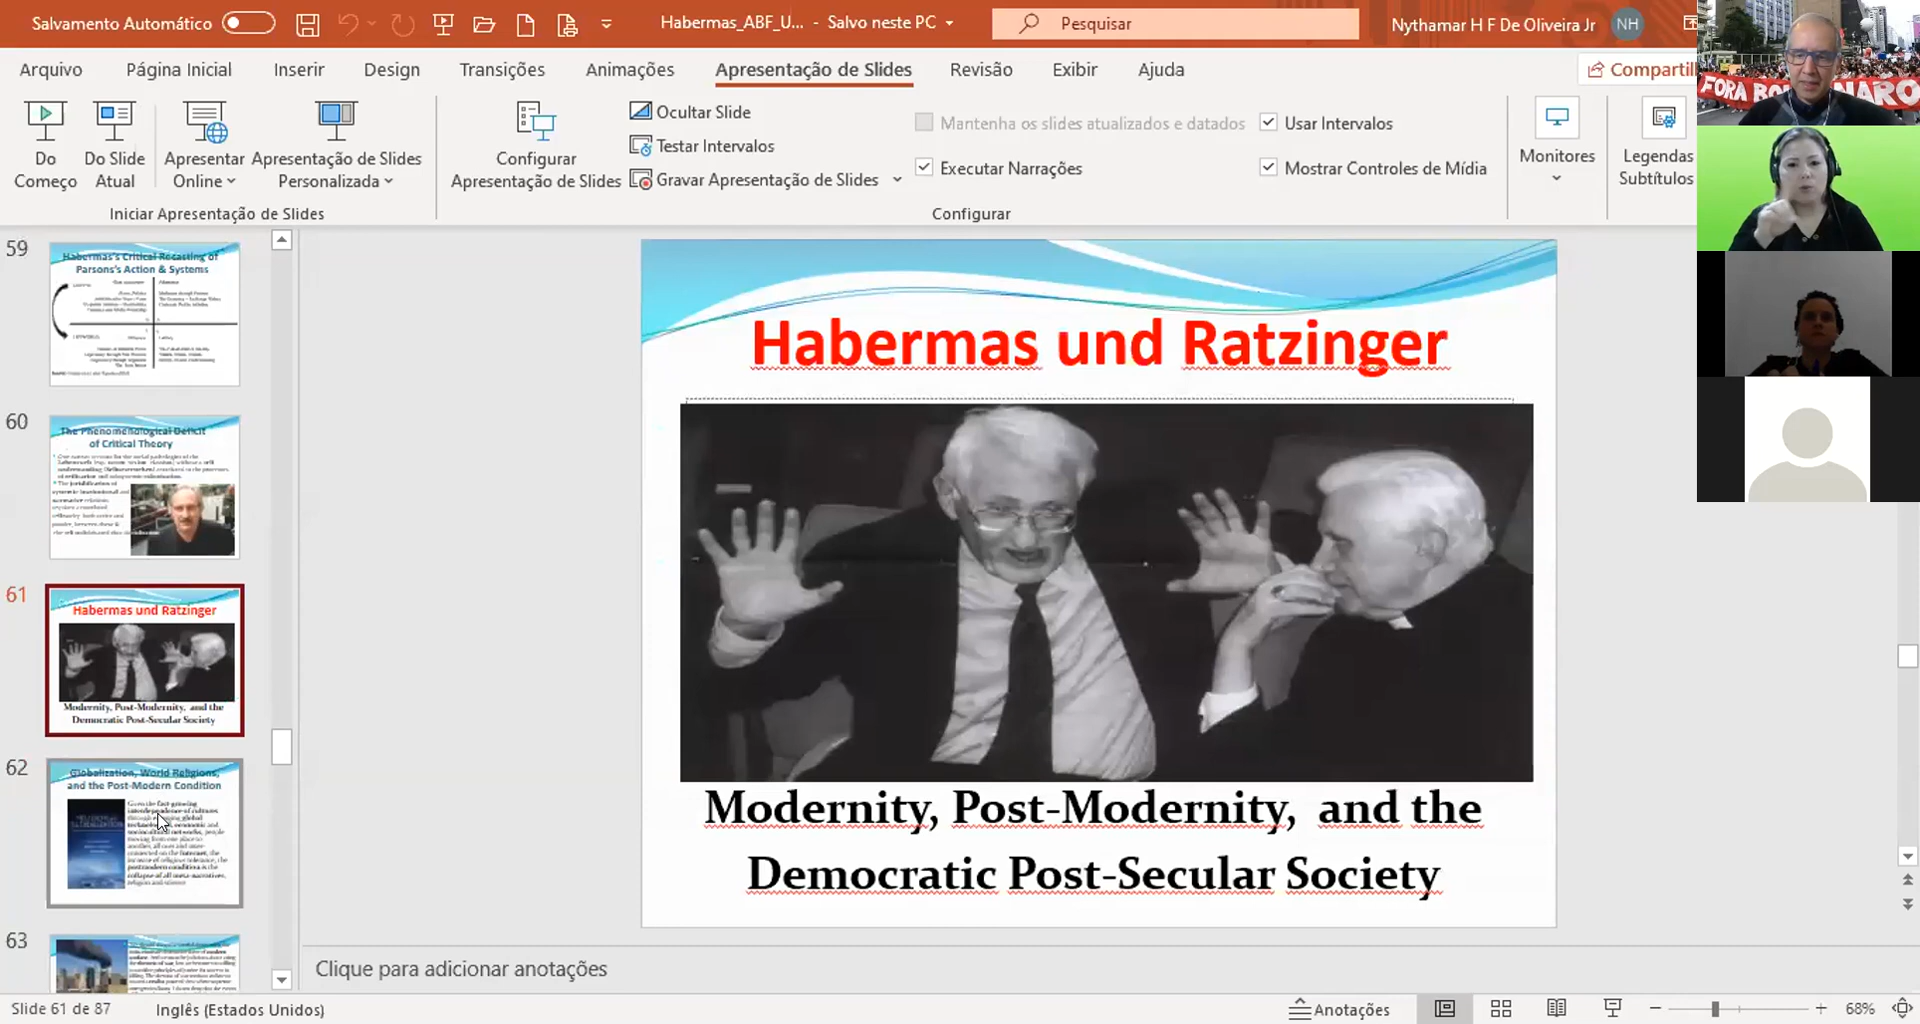 Salvamento Automático
Habermas_ABF_U... - Salvo neste PC
Pesquisar
Nythamar H F De Oliveira Jr
NH
Arquivo
Página Inicial
Inserir
Design
Transições
Animações
Apresentação de Slides
Revisão
Exibir
Ajuda
Compartil
Do
Começo
Do Slide
Atual
Apresentar
Online
Apresentação de Slides
Personalizada
Iniciar Apresentação de Slides
Configurar
Apresentação de Slides
Ocultar Slide
Testar Intervalos
Gravar Apresentação de Slides
Mantenha os slides atualizados e datados
Executar Narrações
Usar Intervalos
Mostrar Controles de Mídia
Configurar
Monitores
Legendas
Subtítulos
FORA BO NARO
59
Habermas's Critical Recasting of
Parsons's Action & Systems
60
The Phenomenological Deficit
of Critical Theory
61
Habermas und Ratzinger
Modernity, Post-Modernity, and the
Democratic Post-Secular Society
62
Globalization, World Religions,
and the Post-Modern Condition
63
Habermas und Ratzinger
Modernity, Post-Modernity, and the
Democratic Post-Secular Society
Clique para adicionar anotações
Slide 61 de 87
Inglês (Estados Unidos)
Anotações
68%